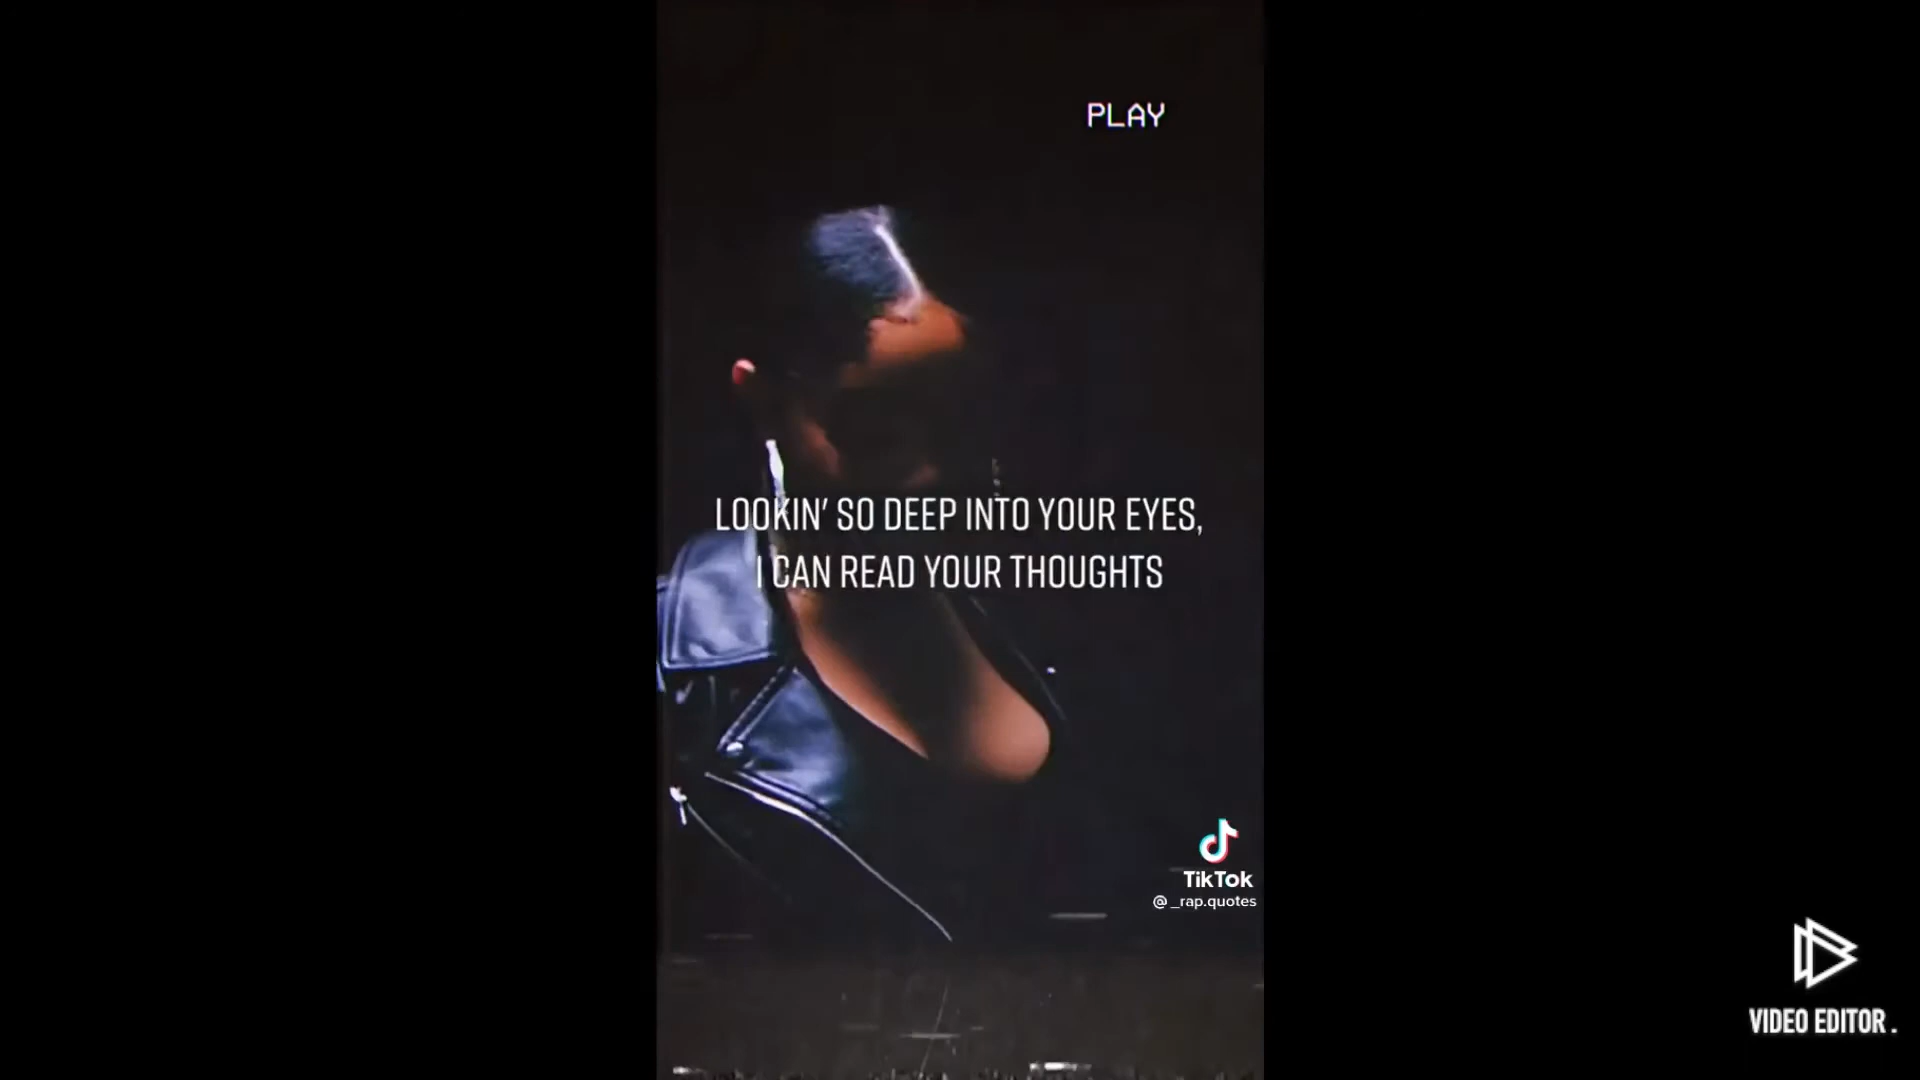 PLAY
LOOKIN' SO DEEP INTO YOUR EYES,
I CAN READ YOUR THOUGHTS
TikTok
@ _rap.quotes
VIDEO EDITOR .